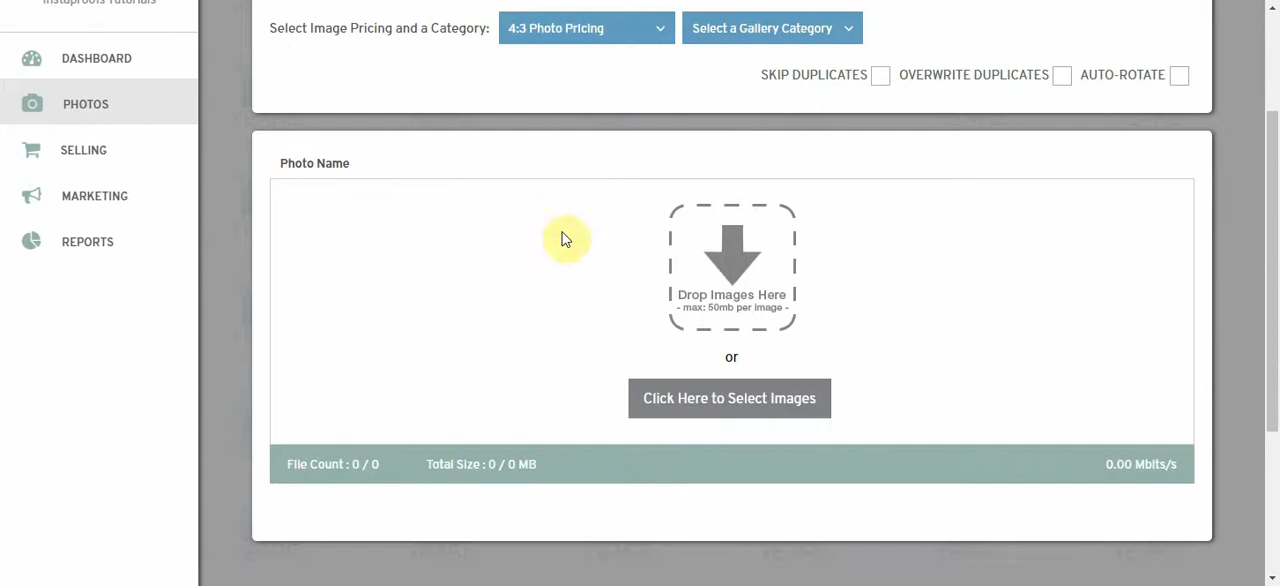 Instaproofs Tutorials
Select Image Pricing and a Category: 4:3 Photo Pricing Select a Gallery Category
DASHBOARD
SKIP DUPLICATES OVERWRITE DUPLICATES AUTO-ROTATE
PHOTOS
SELLING
Photo Name
MARKETING
REPORTS
Drop Images Here
- max: 50mb per image -
or
Click Here to Select Images
File Count : 0 / 0 Total Size : 0 / 0 MB 0.00 Mbits/s